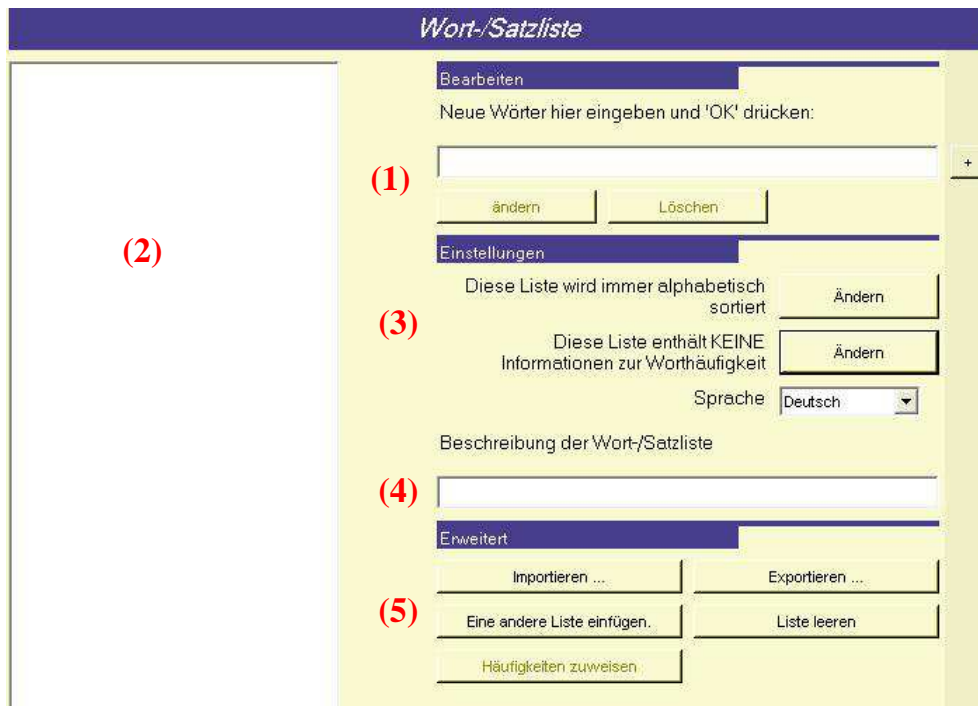 Wort-/Satzliste
Bearbeiten
Neue Wörter hier eingeben und 'OK' drücken:
(1)
+
ändern
Löschen
(2)
Einstellungen
Diese Liste wird immer alphabetisch
sortiert
Ändern
(3)
Diese Liste enthält KEINE
Informationen zur Worthäufigkeit
Ändern
Sprache
Deutsch
Beschreibung der Wort-/Satzliste
(4)
Erweitert
Importieren ...
Exportieren ...
(5)
Eine andere Liste einfügen.
Liste leeren
Häufigkeiten zuweisen